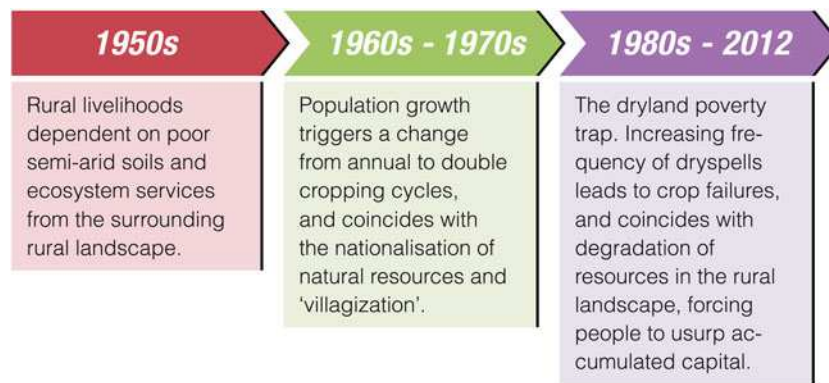 1950s
Rural livelihoods
dependent on poor
semi-arid soils and
ecosystem services
from the surrounding
rural landscape.
1960s - 1970s
Population growth
triggers a change
from annual to double
cropping cycles,
and coincides with
the nationalisation of
natural resources and
‘villagization’.
1980s - 2012
The dryland poverty
trap. Increasing fre-
quency of dryspells
leads to crop failures,
and coincides with
degradation of
resources in the rural
landscape, forcing
people to usurp ac-
cumulated capital.